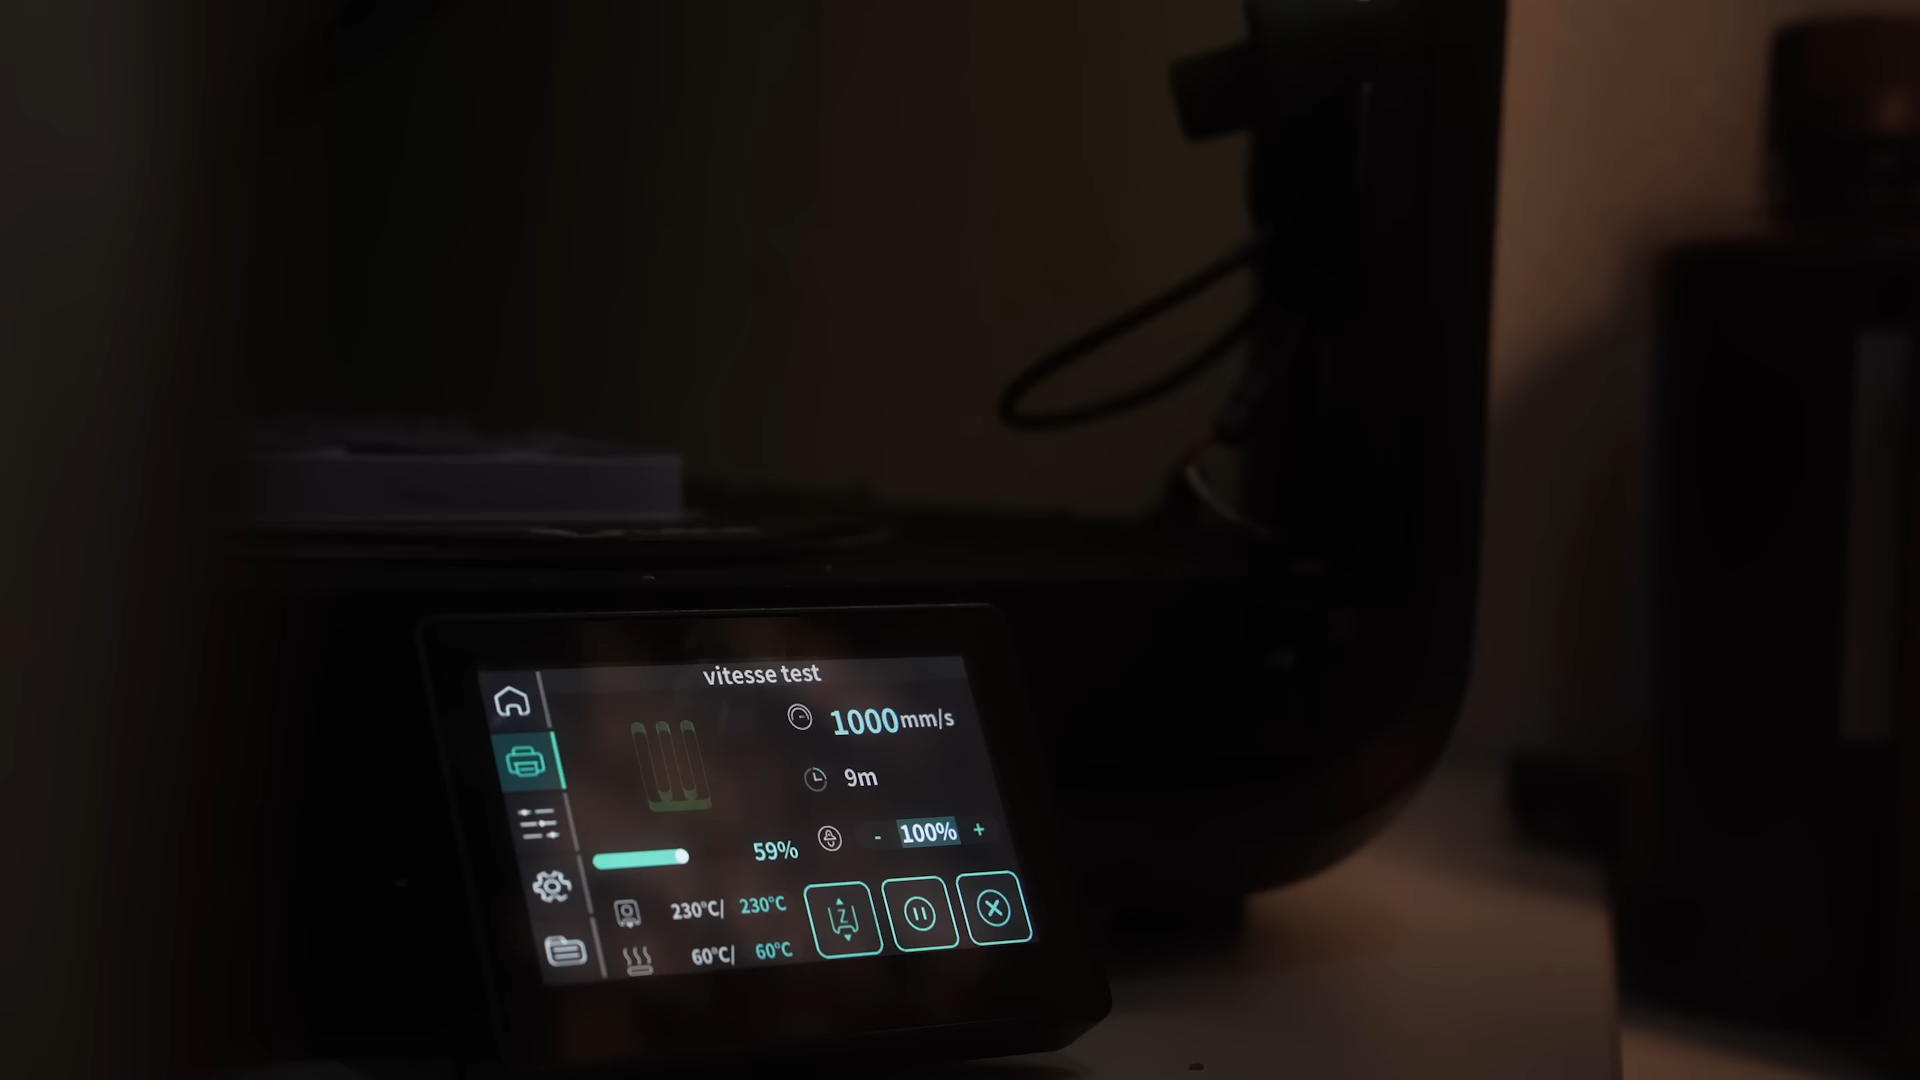 vitesse test
1000mm/s
9m
59%
- 100% +
230°C/ 230°C
Z
60°C/ 60°C